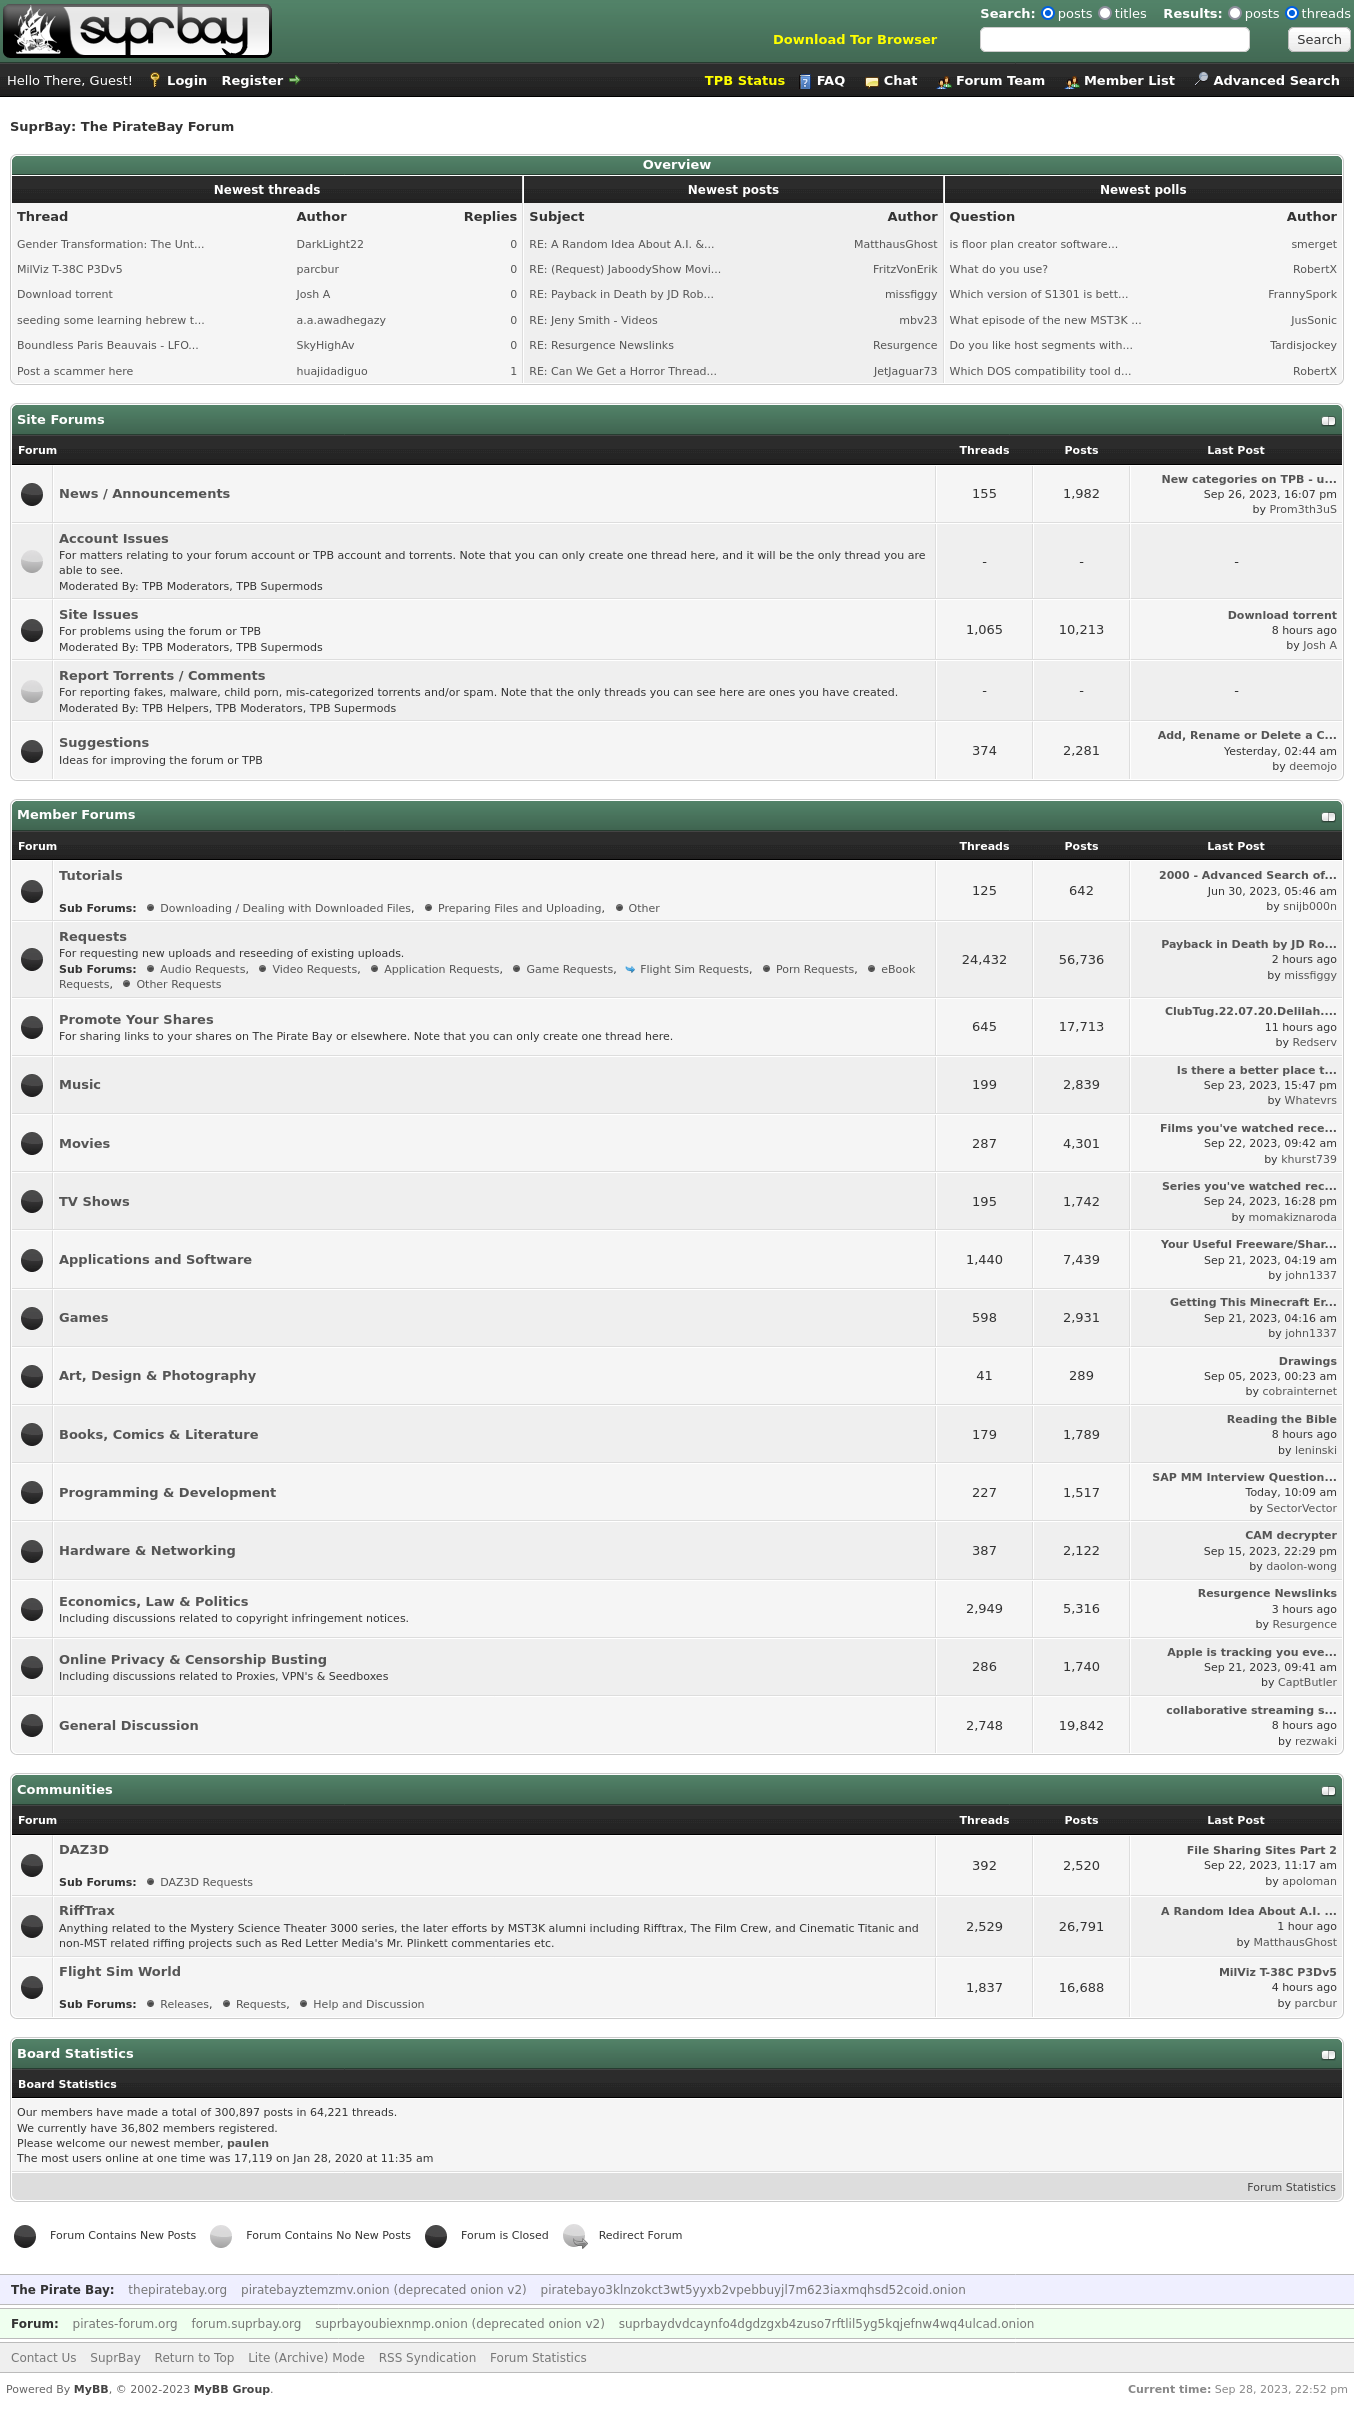 suprbay
Search: posts titles Results: posts threads
Download Tor Browser
Search
Hello There, Guest! Login Register
TPB Status FAQ Chat Forum Team Member List Advanced Search
SuprBay: The PirateBay Forum
Overview
Newest threads Newest posts Newest polls
Thread Author Replies Subject Author Question Author
Gender Transformation: The Unt... DarkLight22 0 RE: A Random Idea About A.I. &... MatthausGhost is floor plan creator software... smerget
MilViz T-38C P3Dv5 parcbur 0 RE: (Request) JaboodyShow Movi... FritzVonErik What do you use? RobertX
Download torrent Josh A 0 RE: Payback in Death by JD Rob... missfiggy Which version of S1301 is bett... FrannySpork
seeding some learning hebrew t... a.a.awadhegazy 0 RE: Jeny Smith - Videos mbv23 What episode of the new MST3K ... JusSonic
Boundless Paris Beauvais - LFO... SkyHighAv 0 RE: Resurgence Newslinks Resurgence Do you like host segments with... Tardisjockey
Post a scammer here huajidadiguo 1 RE: Can We Get a Horror Thread... JetJaguar73 Which DOS compatibility tool d... RobertX
Site Forums
Forum Threads Posts Last Post
News / Announcements 155 1,982 New categories on TPB - u...
Sep 26, 2023, 16:07 pm
by Prom3th3uS
Account Issues
For matters relating to your forum account or TPB account and torrents. Note that you can only create one thread here, and it will be the only thread you are
able to see.
Moderated By: TPB Moderators, TPB Supermods
- - -
Site Issues
For problems using the forum or TPB
Moderated By: TPB Moderators, TPB Supermods
1,065 10,213 Download torrent
8 hours ago
by Josh A
Report Torrents / Comments
For reporting fakes, malware, child porn, mis-categorized torrents and/or spam. Note that the only threads you can see here are ones you have created.
Moderated By: TPB Helpers, TPB Moderators, TPB Supermods
- - -
Suggestions
Ideas for improving the forum or TPB
374 2,281 Add, Rename or Delete a C...
Yesterday, 02:44 am
by deemojo
Member Forums
Forum Threads Posts Last Post
Tutorials
Sub Forums: Downloading / Dealing with Downloaded Files, Preparing Files and Uploading, Other
125 642 2000 - Advanced Search of...
Jun 30, 2023, 05:46 am
by snijb000n
Requests
For requesting new uploads and reseeding of existing uploads.
Sub Forums: Audio Requests, Video Requests, Application Requests, Game Requests, Flight Sim Requests, Porn Requests, eBook
Requests, Other Requests
24,432 56,736 Payback in Death by JD Ro...
2 hours ago
by missfiggy
Promote Your Shares
For sharing links to your shares on The Pirate Bay or elsewhere. Note that you can only create one thread here.
645 17,713 ClubTug.22.07.20.Delilah....
11 hours ago
by Redserv
Music 199 2,839 Is there a better place t...
Sep 23, 2023, 15:47 pm
by Whatevrs
Movies 287 4,301 Films you've watched rece...
Sep 22, 2023, 09:42 am
by khurst739
TV Shows 195 1,742 Series you've watched rec...
Sep 24, 2023, 16:28 pm
by momakiznaroda
Applications and Software 1,440 7,439 Your Useful Freeware/Shar...
Sep 21, 2023, 04:19 am
by john1337
Games 598 2,931 Getting This Minecraft Er...
Sep 21, 2023, 04:16 am
by john1337
Art, Design & Photography 41 289 Drawings
Sep 05, 2023, 00:23 am
by cobrainternet
Books, Comics & Literature 179 1,789 Reading the Bible
8 hours ago
by leninski
Programming & Development 227 1,517 SAP MM Interview Question...
Today, 10:09 am
by SectorVector
Hardware & Networking 387 2,122 CAM decrypter
Sep 15, 2023, 22:29 pm
by daolon-wong
Economics, Law & Politics
Including discussions related to copyright infringement notices.
2,949 5,316 Resurgence Newslinks
3 hours ago
by Resurgence
Online Privacy & Censorship Busting
Including discussions related to Proxies, VPN's & Seedboxes
286 1,740 Apple is tracking you eve...
Sep 21, 2023, 09:41 am
by CaptButler
General Discussion 2,748 19,842 collaborative streaming s...
8 hours ago
by rezwaki
Communities
Forum Threads Posts Last Post
DAZ3D
Sub Forums: DAZ3D Requests
392 2,520 File Sharing Sites Part 2
Sep 22, 2023, 11:17 am
by apoloman
RiffTrax
Anything related to the Mystery Science Theater 3000 series, the later efforts by MST3K alumni including Rifftrax, The Film Crew, and Cinematic Titanic and
non-MST related riffing projects such as Red Letter Media's Mr. Plinkett commentaries etc.
2,529 26,791 A Random Idea About A.I. ...
1 hour ago
by MatthausGhost
Flight Sim World
Sub Forums: Releases, Requests, Help and Discussion
1,837 16,688 MilViz T-38C P3Dv5
4 hours ago
by parcbur
Board Statistics
Board Statistics
Our members have made a total of 300,897 posts in 64,221 threads.
We currently have 36,802 members registered.
Please welcome our newest member, paulen
The most users online at one time was 17,119 on Jan 28, 2020 at 11:35 am
Forum Statistics
Forum Contains New Posts Forum Contains No New Posts Forum is Closed Redirect Forum
The Pirate Bay: thepiratebay.org piratebayztemzmv.onion (deprecated onion v2) piratebayo3klnzokct3wt5yyxb2vpebbuyjl7m623iaxmqhsd52coid.onion
Forum: pirates-forum.org forum.suprbay.org suprbayoubiexnmp.onion (deprecated onion v2) suprbaydvdcaynfo4dgdzgxb4zuso7rftlil5yg5kqjefnw4wq4ulcad.onion
Contact Us SuprBay Return to Top Lite (Archive) Mode RSS Syndication Forum Statistics
Powered By MyBB, © 2002-2023 MyBB Group. Current time: Sep 28, 2023, 22:52 pm